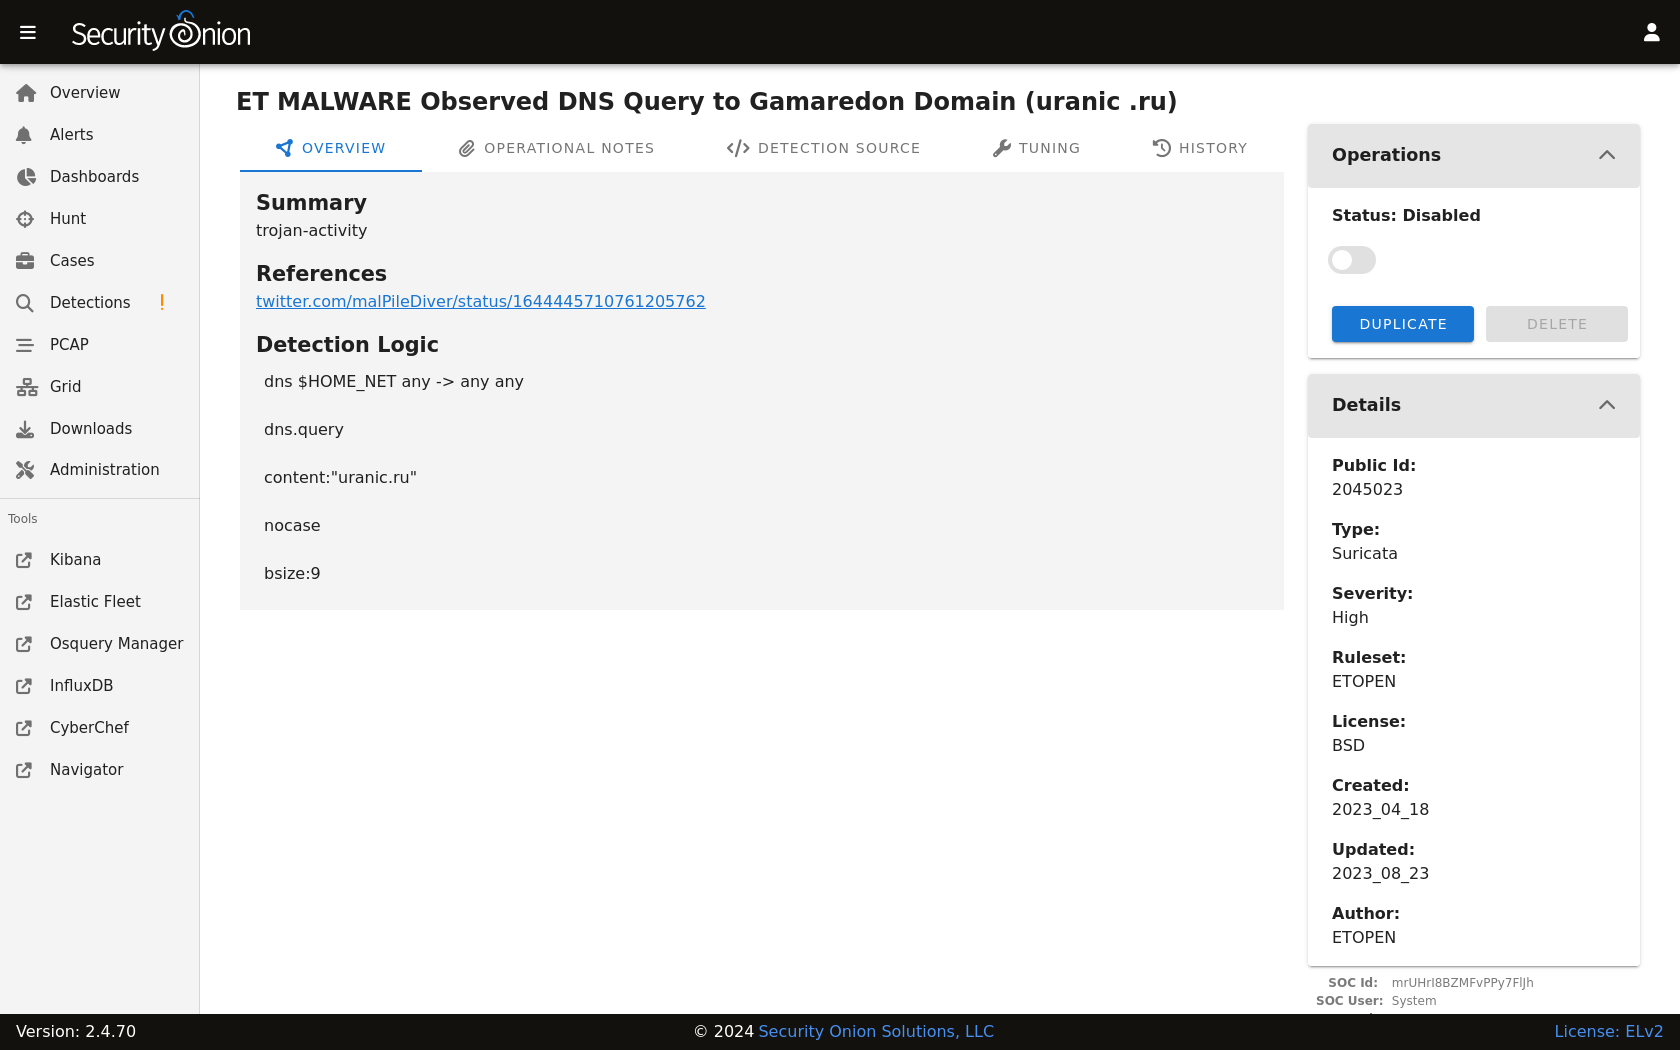 Security Onion
Overview
Alerts
Dashboards
Hunt
Cases
Detections !
PCAP
Grid
Downloads
Administration
Tools
Kibana
Elastic Fleet
Osquery Manager
InfluxDB
CyberChef
Navigator
ET MALWARE Observed DNS Query to Gamaredon Domain (uranic .ru)
OVERVIEW OPERATIONAL NOTES DETECTION SOURCE TUNING HISTORY
Summary
trojan-activity
References
twitter.com/malPileDiver/status/1644445710761205762
Detection Logic
dns $HOME_NET any -> any any
dns.query
content:"uranic.ru"
nocase
bsize:9
Operations
Status: Disabled
DUPLICATE DELETE
Details
Public Id:
2045023
Type:
Suricata
Severity:
High
Ruleset:
ETOPEN
License:
BSD
Created:
2023_04_18
Updated:
2023_08_23
Author:
ETOPEN
SOC Id: mrUHrI8BZMFvPPy7FlJh
SOC User: System
Version: 2.4.70 © 2024 Security Onion Solutions, LLC License: ELv2